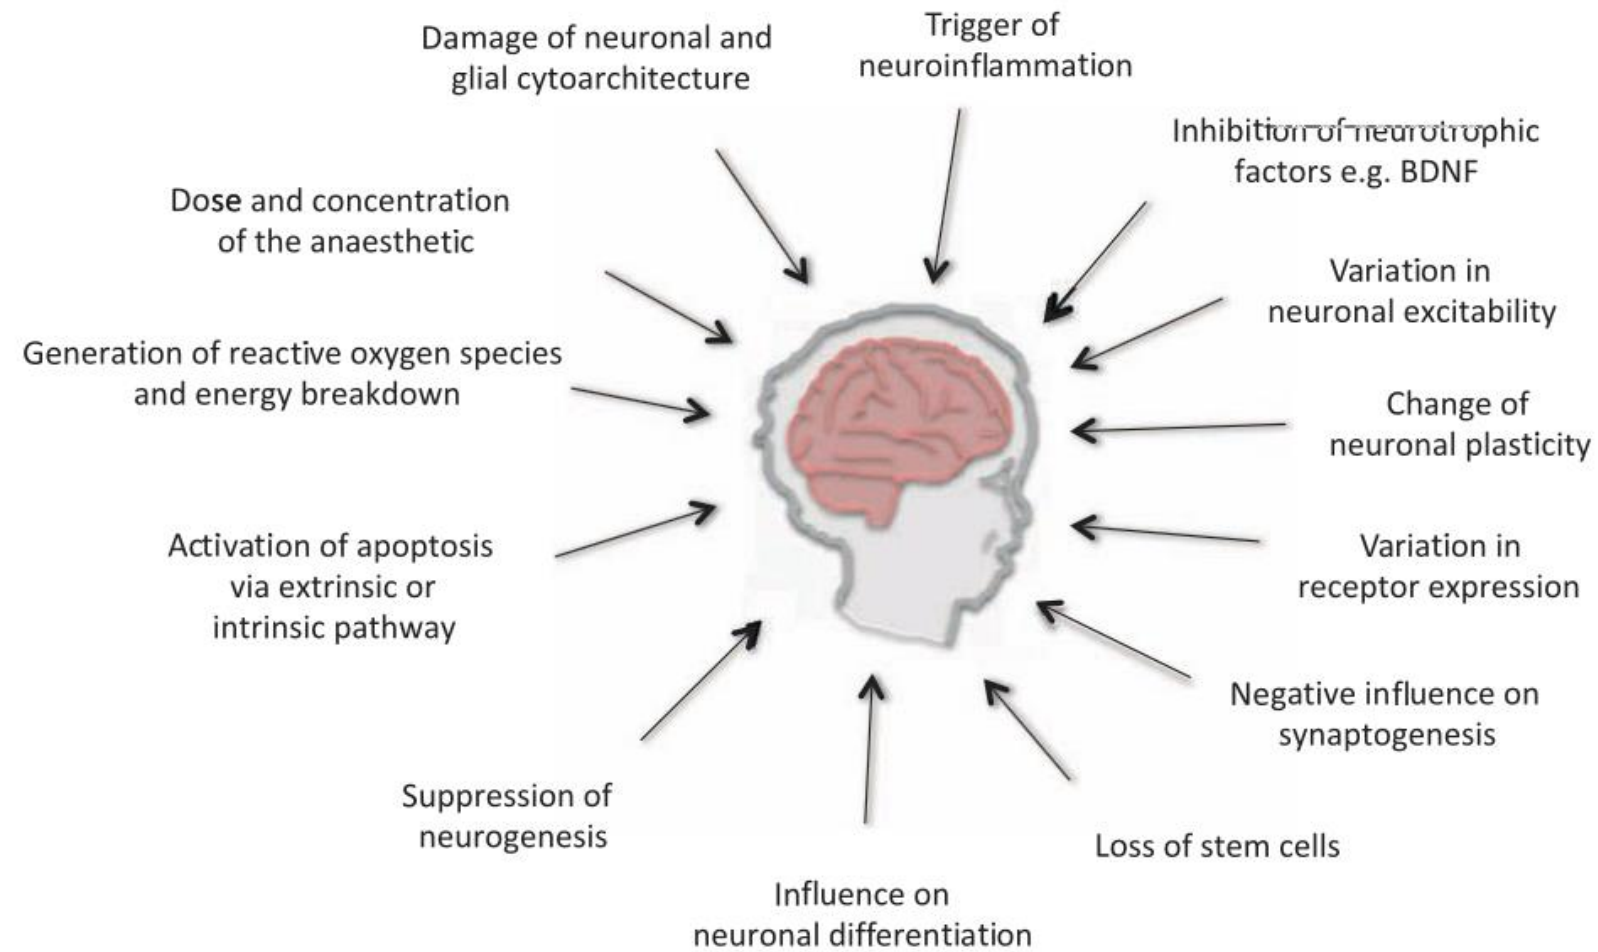 Damage of neuronal and
glial cytoarchitecture
Trigger of
neuroinflammation
Inhibition of neurotrophic
factors e.g. BDNF
Dose and concentration
of the anaesthetic
Variation in
neuronal excitability
Generation of reactive oxygen species
and energy breakdown
Change of
neuronal plasticity
Activation of apoptosis
via extrinsic or
intrinsic pathway
Variation in
receptor expression
Negative influence on
synaptogenesis
Suppression of
neurogenesis
Loss of stem cells
Influence on
neuronal differentiation